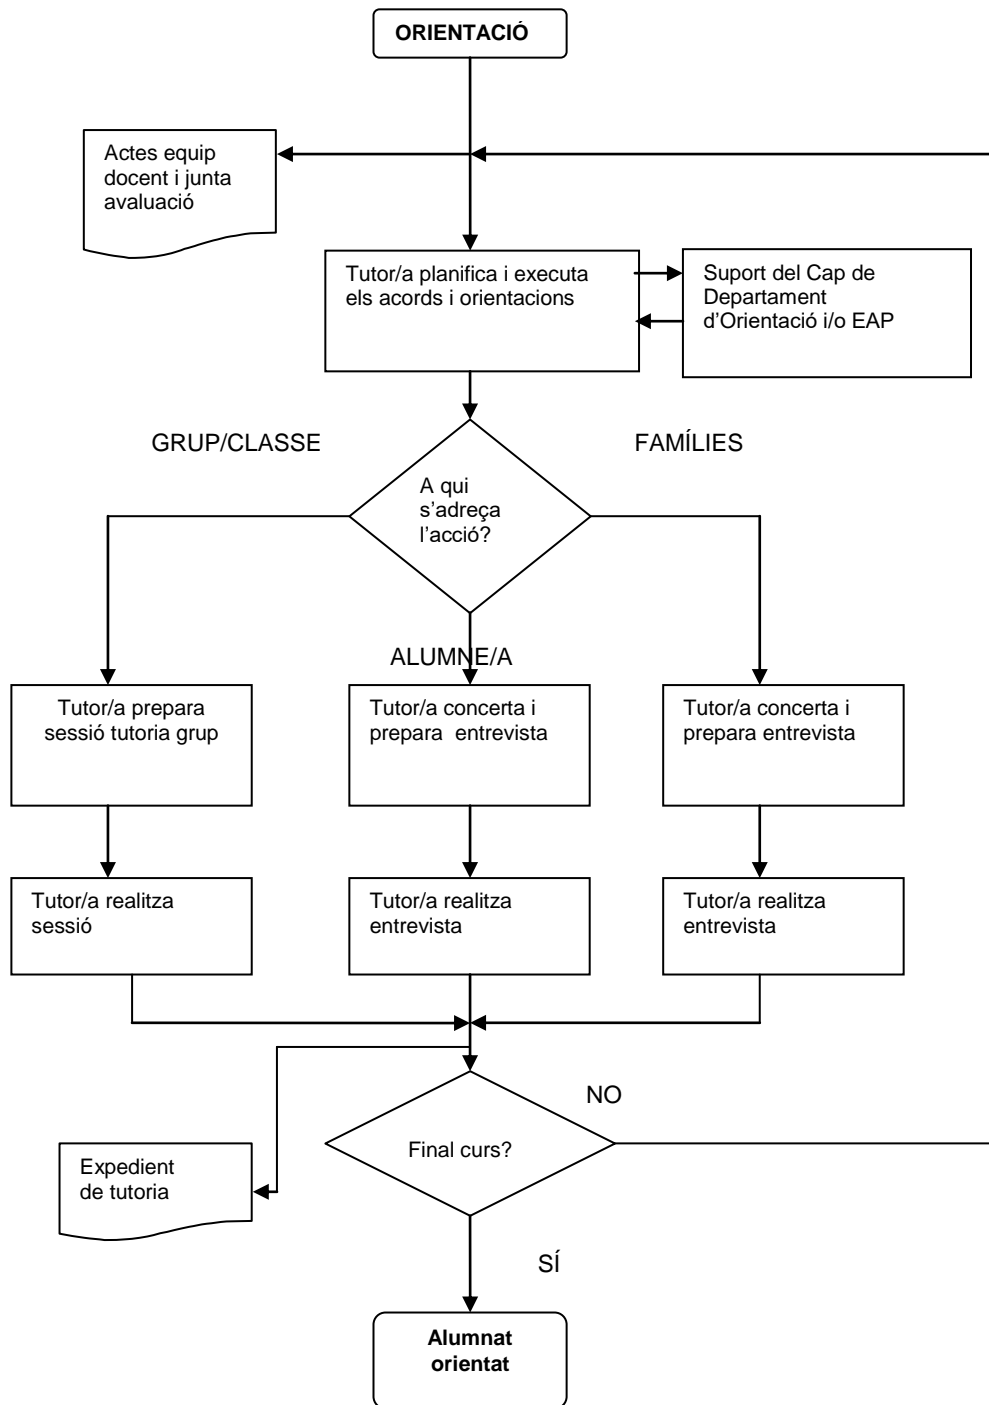 ORIENTACIÓ
Actes equip
docent i junta
avaluació
Tutor/a planifica i executa
els acords i orientacions
Suport del Cap de
Departament
d’Orientació i/o EAP
GRUP/CLASSE
FAMÍLIES
A qui
s’adreça
l’acció?
ALUMNE/A
Tutor/a prepara
sessió tutoria grup
Tutor/a concerta i
prepara entrevista
Tutor/a concerta i
prepara entrevista
Tutor/a realitza
sessió
Tutor/a realitza
entrevista
Tutor/a realitza
entrevista
NO
Final curs?
Expedient
de tutoria
SÍ
Alumnat
orientat